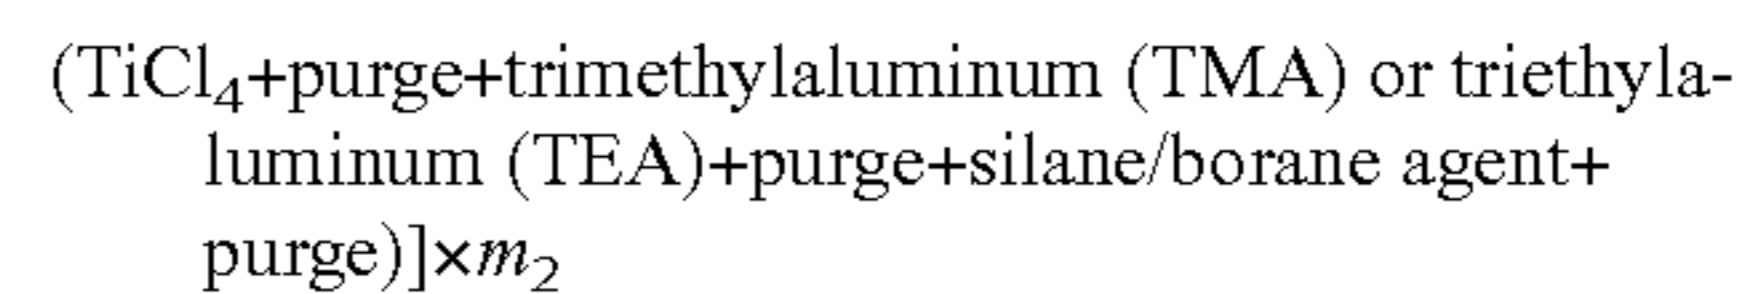 (TiCl₄+purge+trimethylaluminum (TMA) or triethyla-
luminum (TEA)+purge+silane/borane agent+
purge)]×m₂